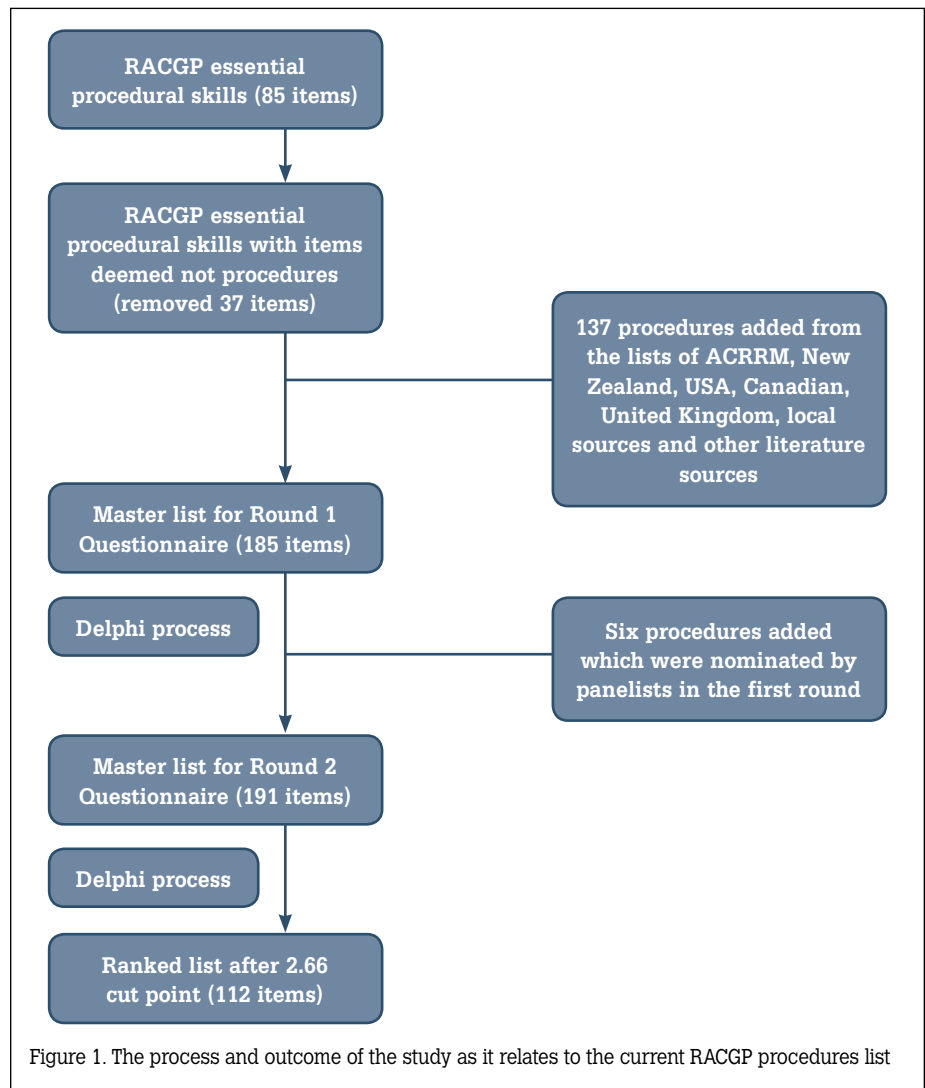 RACGP essential
procedural skills (85 items)
RACGP essential
procedural skills with items
deemed not procedures
(removed 37 items)
137 procedures added from
the lists of ACRRM, New
Zealand, USA, Canadian,
United Kingdom, local
sources and other literature
sources
Master list for Round 1
Questionnaire (185 items)
Delphi process
Six procedures added
which were nominated by
panelists in the first round
Master list for Round 2
Questionnaire (191 items)
Delphi process
Ranked list after 2.66
cut point (112 items)
Figure 1. The process and outcome of the study as it relates to the current RACGP procedures list